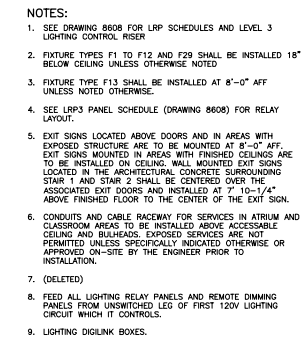 NOTES:
1. SEE DRAWING 8608 FOR LRP SCHEDULES AND LEVEL 3
LIGHTING CONTROL RISER
2. FIXTURE TYPES F1 TO F12 AND F29 SHALL BE INSTALLED 18"
BELOW CEILING UNLESS OTHERWISE NOTED
3. FIXTURE TYPE F13 SHALL BE INSTALLED AT 8'-0" AFF
UNLESS NOTED OTHERWISE.
4. SEE LRP3 PANEL SCHEDULE (DRAWING 8608) FOR RELAY
LAYOUT.
5. EXIT SIGNS LOCATED ABOVE DOORS AND IN AREAS WITH
EXPOSED STRUCTURE ARE TO BE MOUNTED AT 8'-0" AFF.
EXIT SIGNS MOUNTED IN AREAS WITH FINISHED CEILINGS ARE
TO BE INSTALLED ON CEILING. WALL MOUNTED EXIT SIGNS
LOCATED IN THE ARCHITECTURAL CONCRETE SURROUNDING
STAIR 1 AND STAIR 2 SHALL BE CENTERED OVER THE
ASSOCIATED EXIT DOORS AND INSTALLED AT 7' 10-1/4"
ABOVE FINISHED FLOOR TO THE CENTER OF THE EXIT SIGN.
6. CONDUITS AND CABLE RACEWAY FOR SERVICES IN ATRIUM AND
CLASSROOM AREAS TO BE INSTALLED ABOVE ACCESSABLE
CEILING AND BULHEADS. EXPOSED SERVICES ARE NOT
PERMITTED UNLESS SPECIFICALLY INDICATED OTHERWISE OR
APPROVED ON-SITE BY THE ENGINEER PRIOR TO
INSTALLATION.
7. (DELETED)
8. FEED ALL LIGHTING RELAY PANELS AND REMOTE DIMMING
PANELS FROM UNSWITCHED LEG OF FIRST 120V LIGHTING
CIRCUIT WHICH IT CONTROLS.
9. LIGHTING DIGILINK BOXES.